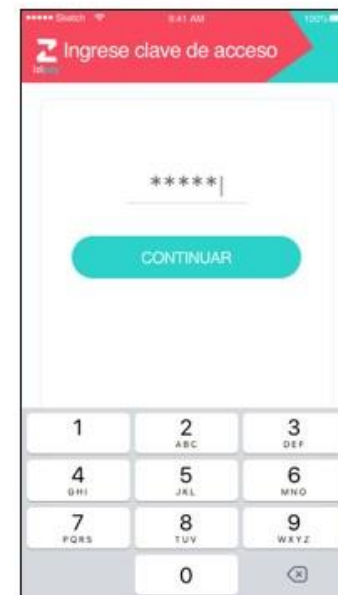 Sketch 9:41 AM 100%
Z Ingrese clave de acceso
*****
CONTINUAR
1 2 3
ABC DEF
4 5 6
GHI JKL MNO
7 8 9
PQRS TUV WXYZ
0